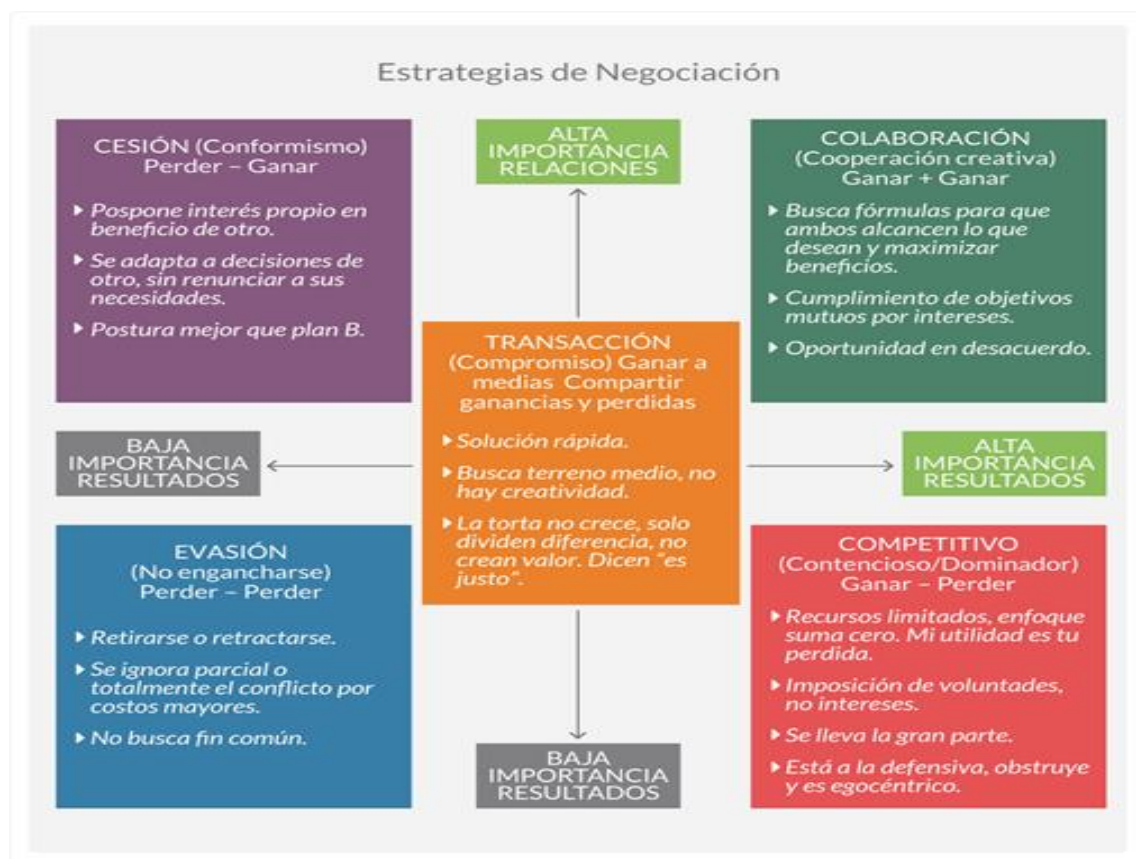 Estrategias de Negociación
CESIÓN (Conformismo)
Perder – Ganar
▸ Pospone interés propio en
beneficio de otro.
▸ Se adapta a decisiones de
otro, sin renunciar a sus
necesidades.
▸ Postura mejor que plan B.
ALTA
IMPORTANCIA
RELACIONES
COLABORACIÓN
(Cooperación creativa)
Ganar + Ganar
▸ Busca fórmulas para que
ambos alcancen lo que
desean y maximizar
beneficios.
▸ Cumplimiento de objetivos
mutuos por intereses.
▸ Oportunidad en desacuerdo.
TRANSACCIÓN
(Compromiso) Ganar a
medias Compartir
ganancias y perdidas
▸ Solución rápida.
▸ Busca terreno medio, no
hay creatividad.
▸ La torta no crece, solo
dividen diferencia, no
crean valor. Dicen “es
justo”.
BAJA
IMPORTANCIA
RESULTADOS
ALTA
IMPORTANCIA
RESULTADOS
EVASIÓN
(No engancharse)
Perder – Perder
▸ Retirarse o retractarse.
▸ Se ignora parcial o
totalmente el conflicto por
costos mayores.
▸ No busca fin común.
BAJA
IMPORTANCIA
RESULTADOS
COMPETITIVO
(Contencioso/Dominador)
Ganar – Perder
▸ Recursos limitados, enfoque
suma cero. Mi utilidad es tu
perdida.
▸ Imposición de voluntades,
no intereses.
▸ Se lleva la gran parte.
▸ Está a la defensiva, obstruye
y es egocéntrico.